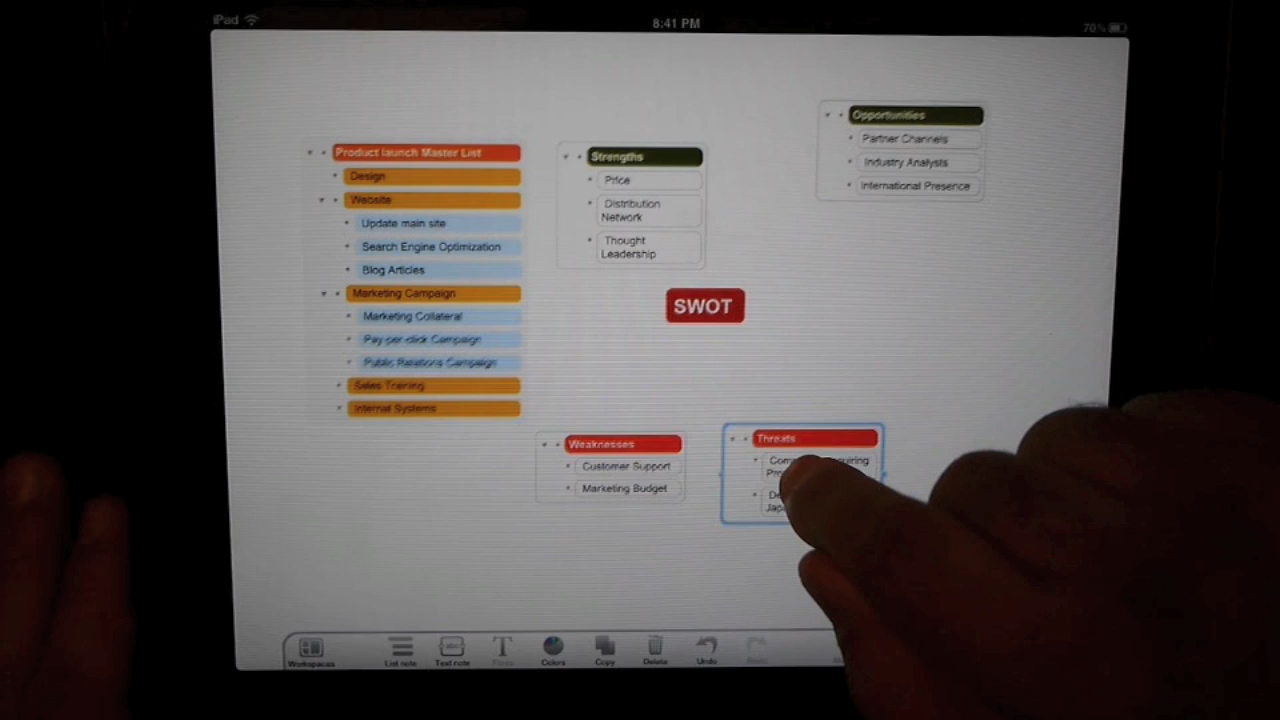 iPad
8:41 PM
70%
Product launch Master List
Design
Website
Update main site
Search Engine Optimization
Blog Articles
Marketing Campaign
Marketing Collateral
Pay-per-click Campaign
Public Relations Campaign
Sales Training
Internal Systems
Strengths
Price
Distribution
Network
Thought
Leadership
Opportunities
Partner Channels
Industry Analysts
International Presence
SWOT
Weaknesses
Customer Support
Marketing Budget
Threats
Workspaces
List note
Text note
Fonts
Colors
Copy
Delete
Undo
Redo